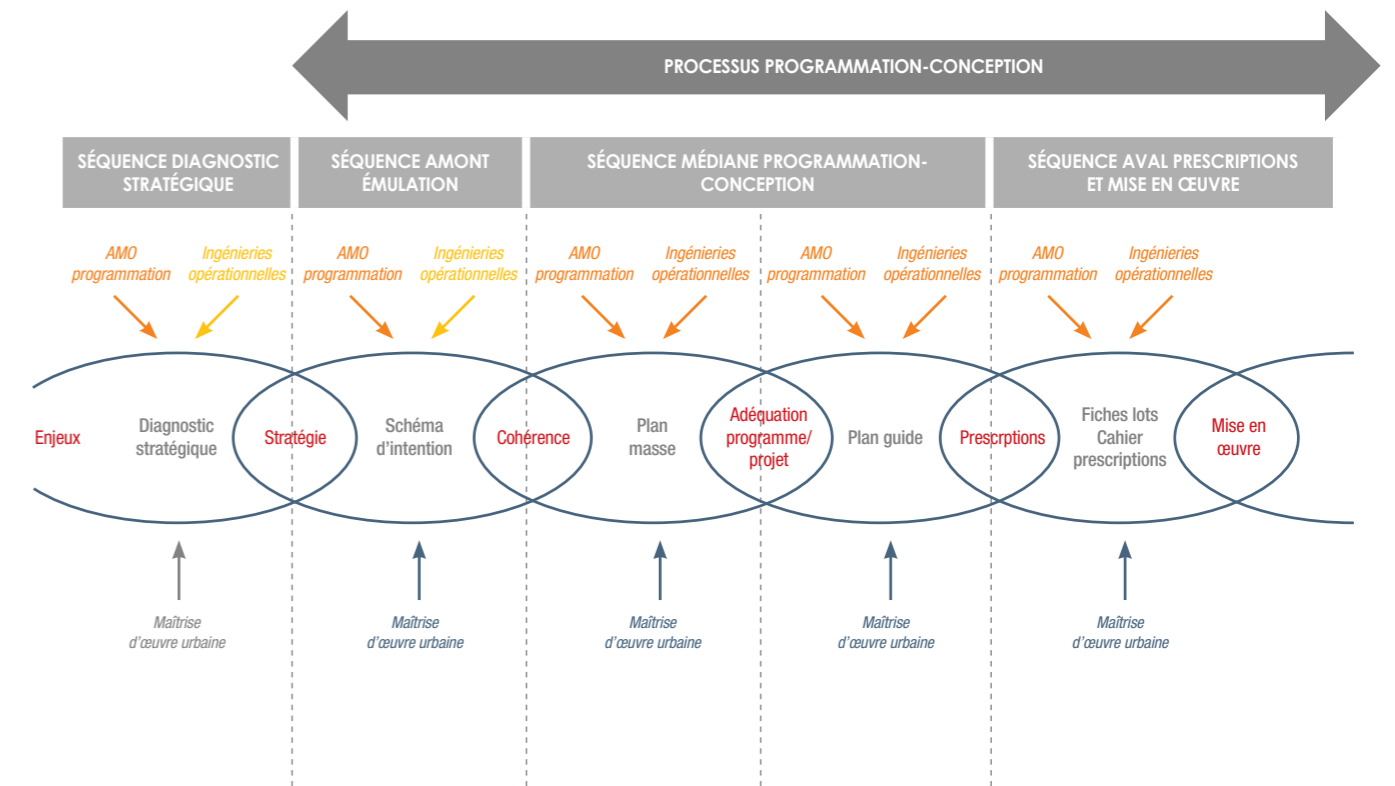 PROCESSUS PROGRAMMATION-CONCEPTION
SÉQUENCE DIAGNOSTIC
STRATÉGIQUE
SÉQUENCE AMONT
ÉMULATION
SÉQUENCE MÉDIANE PROGRAMMATION-
CONCEPTION
SÉQUENCE AVAL PRESCRIPTIONS
ET MISE EN ŒUVRE
AMO
programmation
Ingénieries
opérationnelles
AMO
programmation
Ingénieries
opérationnelles
AMO
programmation
Ingénieries
opérationnelles
AMO
programmation
Ingénieries
opérationnelles
AMO
programmation
Ingénieries
opérationnelles
Enjeux
Diagnostic
stratégique
Stratégie
Schéma
d'intention
Cohérence
Plan
masse
Adéquation
programme/
projet
Plan guide
Prescrptions
Fiches lots
Cahier
prescriptions
Mise en
œuvre
Maîtrise
d'œuvre urbaine
Maîtrise
d'œuvre urbaine
Maîtrise
d'œuvre urbaine
Maîtrise
d'œuvre urbaine
Maîtrise
d'œuvre urbaine